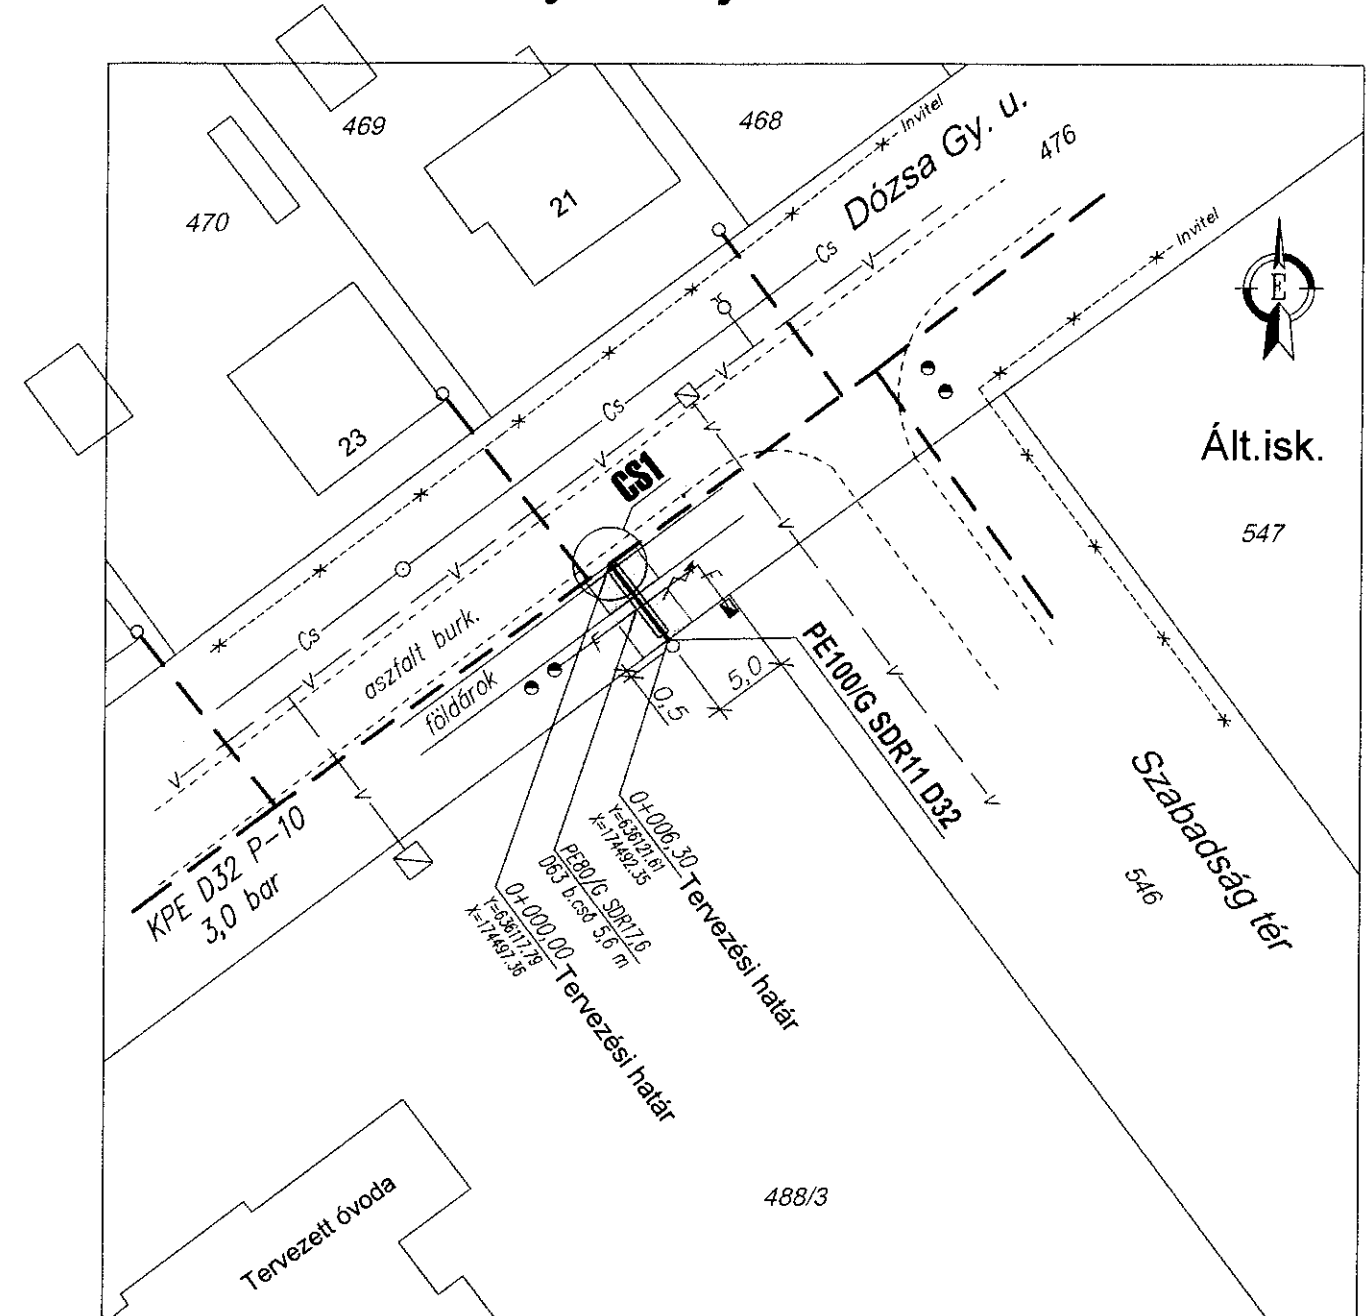 469
468
Invitel
Dózsa Gy. u.
476
470
21
Cs
V
Invitel
E
23
Cs
V
V
Ált.isk.
CS1
V
547
V
Cs
V
aszfalt burk.
F
F
földárok
V
V
PE100/G SDR11 D32
5,0
0,5
V
V
V
KPE D32 P-10
3,0 bar
Szabadság tér
546
0+006,30 Tervezési határ
Y=636121.61
X=174492.35
PE80/G SDR17,6
D63 b.cső 5,6 m
0+000,00 Tervezési határ
Y=636117.79
X=174497.36
488/3
Tervezett óvoda